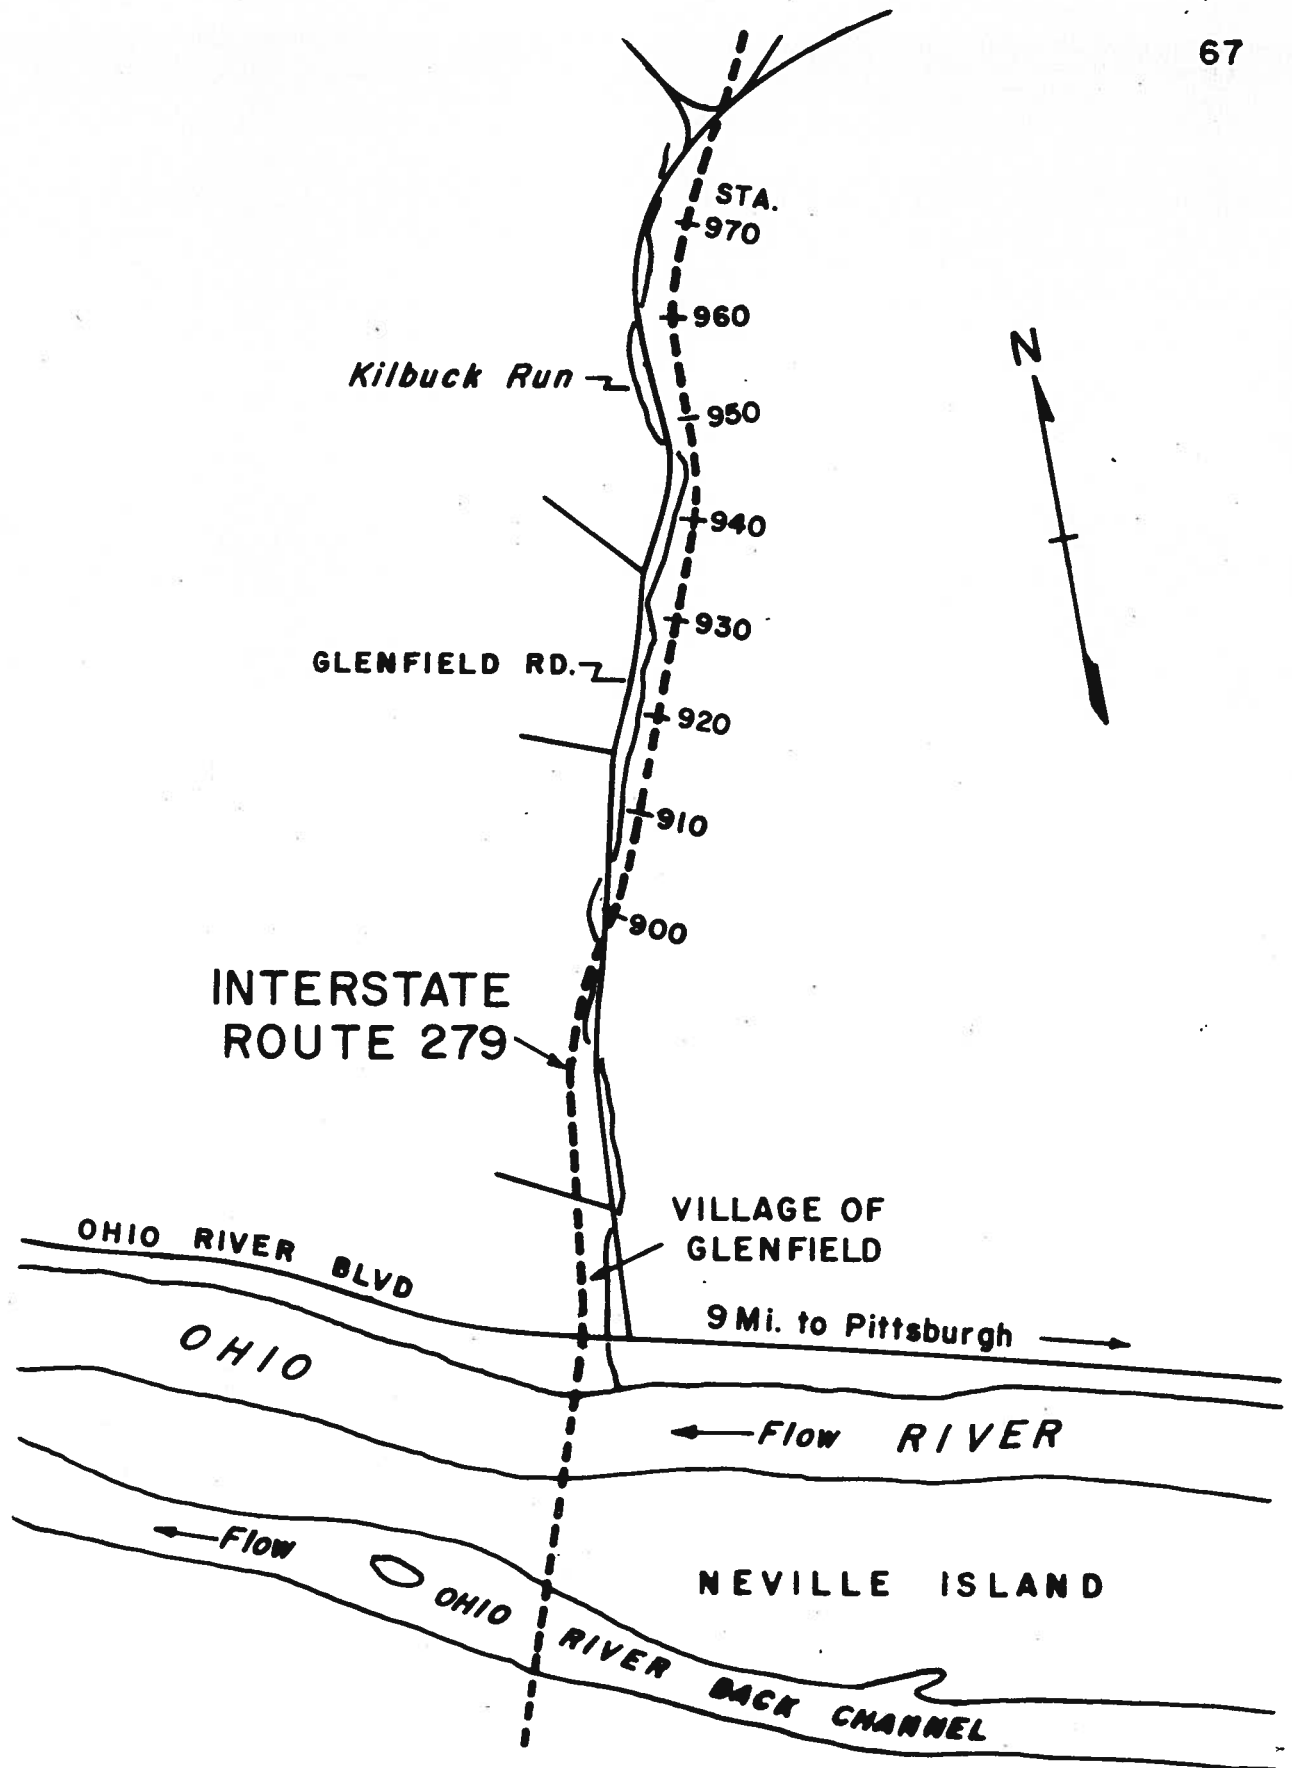 67
STA.
970
960
N
Kilbuck Run
950
940
930
GLENFIELD RD.
920
910
900
INTERSTATE
ROUTE 279
VILLAGE OF
GLENFIELD
OHIO RIVER BLVD
9 Mi. to Pittsburgh
OHIO
Flow RIVER
Flow
NEVILLE ISLAND
OHIO RIVER BACK CHANNEL